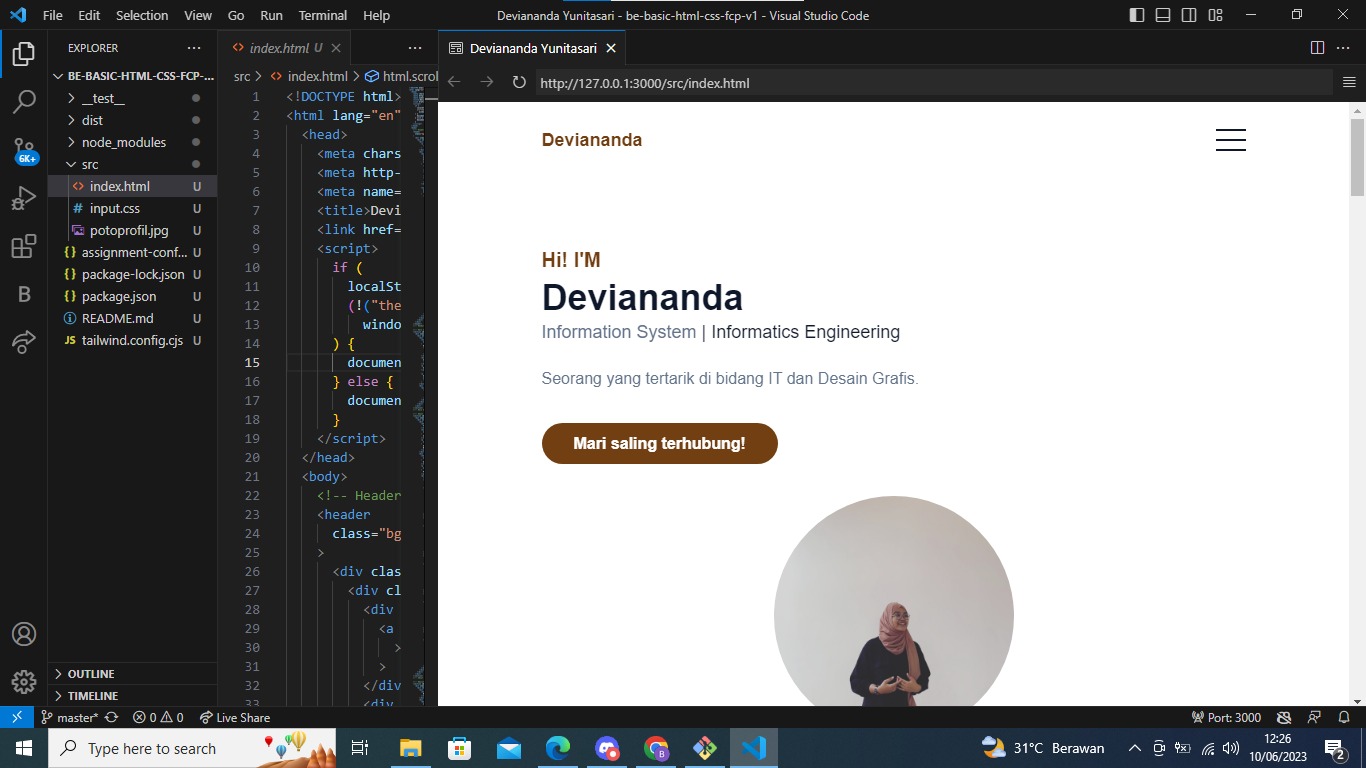 File Edit Selection View Go Run Terminal Help
Deviananda Yunitasari - be-basic-html-css-fcp-v1 - Visual Studio Code
EXPLORER
BE-BASIC-HTML-CSS-FCP-...
__test__
dist
node_modules
src
index.html U
input.css U
potoprofil.jpg U
assignment-conf... U
package-lock.json U
package.json U
README.md U
JS tailwind.config.cjs U
OUTLINE
TIMELINE
6K+
B
index.html U
src > index.html > html.scrol
1 <!DOCTYPE html>
2 <html lang="en"
3 <head>
4 <meta chars
5 <meta http-
6 <meta name=
7 <title>Devi
8 <link href=
9 <script>
10 if (
11 localSt
12 (!("the
13 windo
14 ) {
15 documen
16 } else {
17 documen
18 }
19 </script>
20 </head>
21 <body>
22 <!-- Header
23 <header
24 class="bg
25 >
26 <div clas
27 <div cl
28 <div
29 <a
30 >
31 >
32 </div
33 <div
Deviananda Yunitasari
http://127.0.0.1:3000/src/index.html
Deviananda
Hi! I'M
Deviananda
Information System | Informatics Engineering
Seorang yang tertarik di bidang IT dan Desain Grafis.
Mari saling terhubung!
master* 0 0 Live Share
Port: 3000
Type here to search
31°C Berawan
12:26
10/06/2023
2